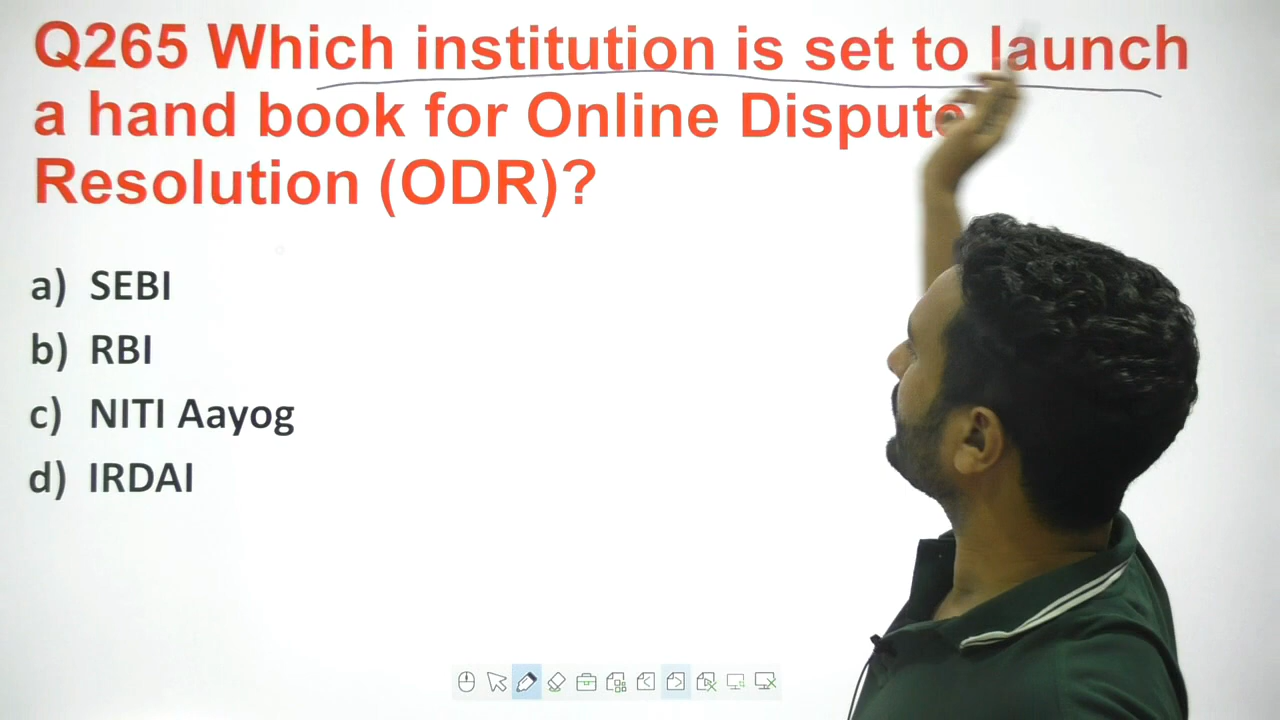 Q265 Which institution is set to launch
a hand book for Online Dispute
Resolution (ODR)?
a) SEBI
b) RBI
c) NITI Aayog
d) IRDAI